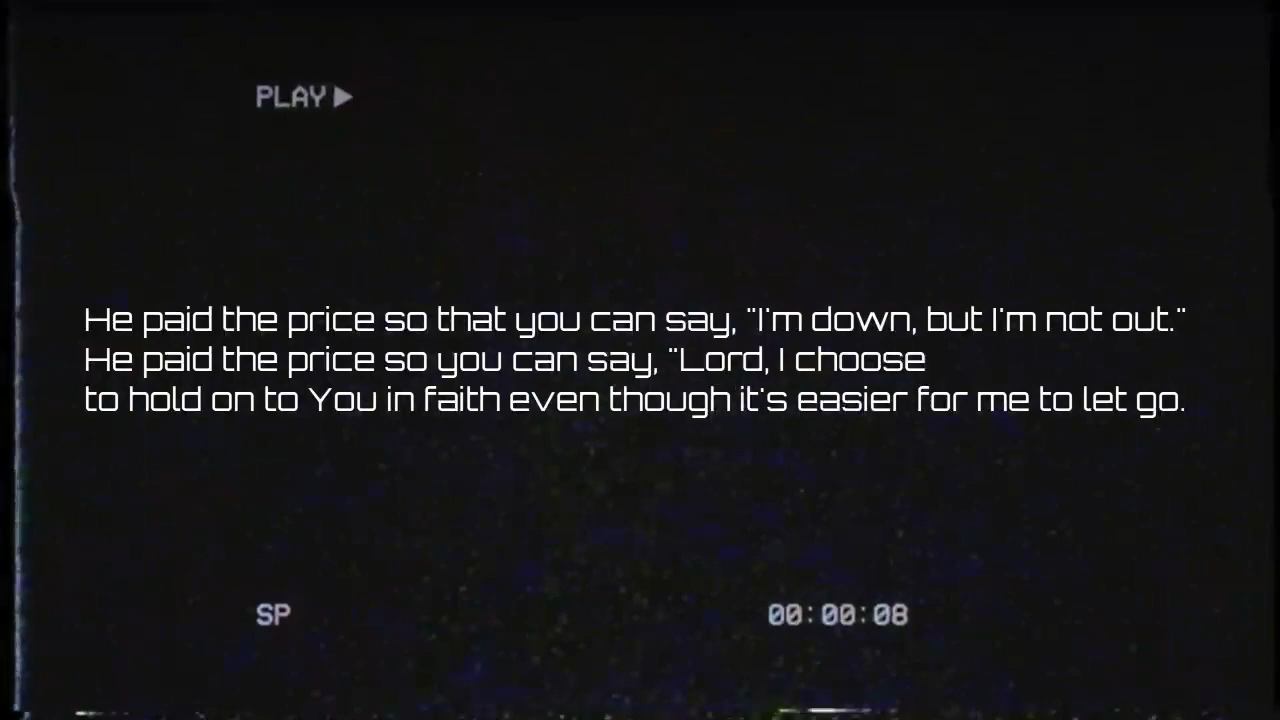 PLAY
He paid the price so that you can say, "I'm down, but I'm not out."
He paid the price so you can say, "Lord, I choose
to hold on to You in faith even though it's easier for me to let go.
SP
00:00:08